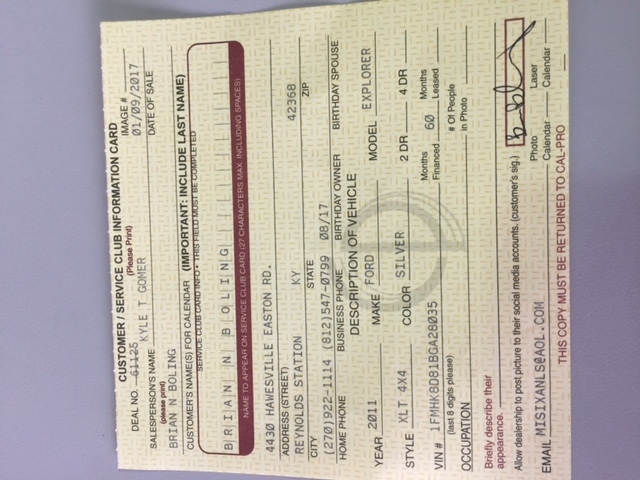 CUSTOMER / SERVICE CLUB INFORMATION CARD
(Please Print)
IMAGE #
DEAL NO. 61125
01/09/2017
SALESPERSON'S NAME KYLE T GOMER DATE OF SALE
(please print)
BRIAN N BOLING
CUSTOMER'S NAME(S) FOR CALENDAR (IMPORTANT: INCLUDE LAST NAME)
SERVICE CLUB CARD INFO • THIS FIELD MUST BE COMPLETED
BRIAN N BOLING
NAME TO APPEAR ON SERVICE CLUB CARD (27 CHARACTERS MAX. INCLUDING SPACES)
4430 HAWESVILLE EASTON RD.
ADDRESS (STREET)
REYNOLDS STATION KY 42368
CITY STATE ZIP
(270)922-1114 (812)547-0799 08/17
HOME PHONE BUSINESS PHONE BIRTHDAY OWNER BIRTHDAY SPOUSE
DESCRIPTION OF VEHICLE
YEAR 2011 MAKE FORD MODEL EXPLORER
STYLE XLT 4X4 COLOR SILVER 2 DR 4 DR
VIN # 1FMHK8D81BGA28035 Months Financed 60 Months Leased
(last 8 digits please)
OCCUPATION # Of People in Photo
Briefly describe their
appearance.
Allow dealership to post picture to their social media accounts. (customer's sig.)
EMAIL MISIXANLS@AOL.COM Photo Calendar Laser Calendar
THIS COPY MUST BE RETURNED TO CAL-PRO